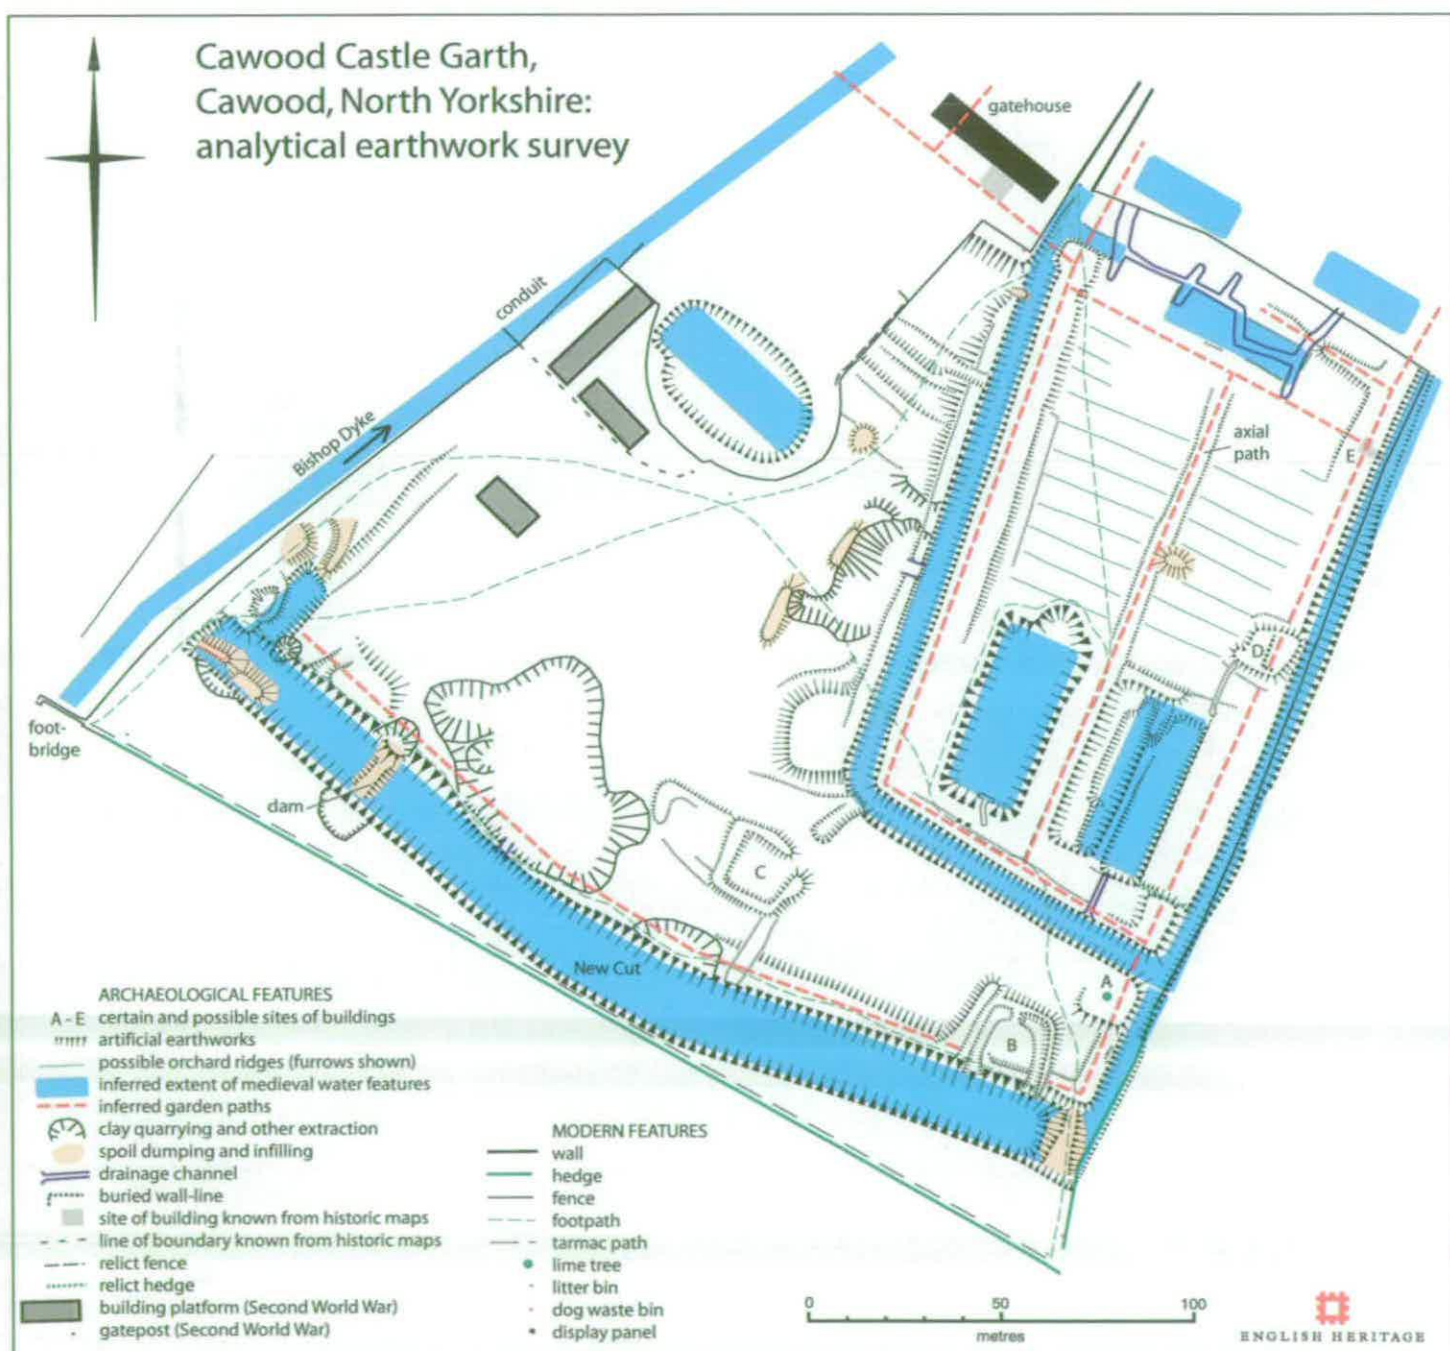 Cawood Castle Garth,
Cawood, North Yorkshire:
analytical earthwork survey
gatehouse
conduit
Bishop Dyke
axial
path
E
D
foot-
bridge
dam
C
New Cut
A
B
ARCHAEOLOGICAL FEATURES
A - E certain and possible sites of buildings
artificial earthworks
possible orchard ridges (furrows shown)
inferred extent of medieval water features
inferred garden paths
clay quarrying and other extraction
spoil dumping and infilling
drainage channel
buried wall-line
site of building known from historic maps
line of boundary known from historic maps
relict fence
relict hedge
building platform (Second World War)
gatepost (Second World War)
MODERN FEATURES
wall
hedge
fence
footpath
tarmac path
lime tree
litter bin
dog waste bin
display panel
0 50 100
metres
ENGLISH HERITAGE